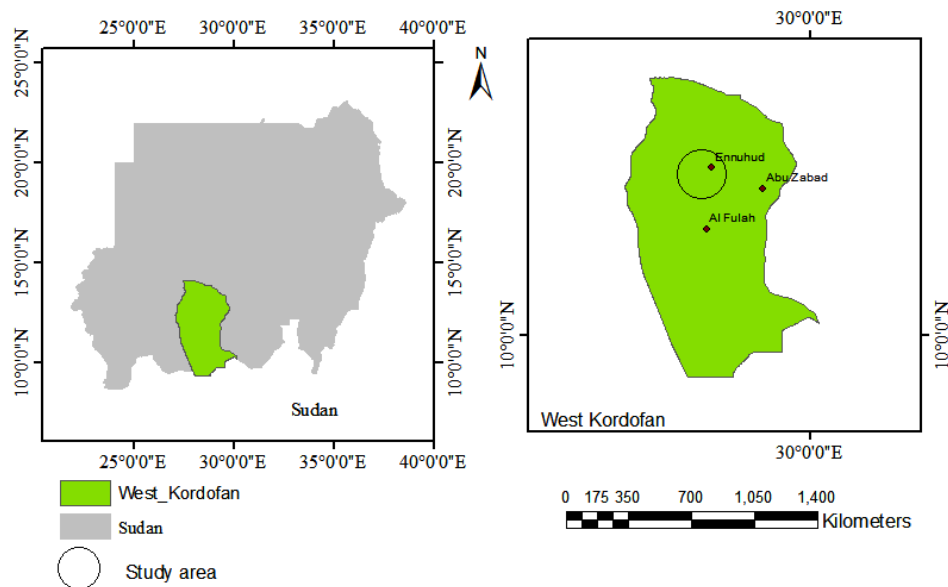 25°0'0"E 30°0'0"E 35°0'0"E 40°0'0"E
30°0'0"E
N
25°0'0"N
20°0'0"N
15°0'0"N
10°0'0"N
25°0'0"N
20°0'0"N
15°0'0"N
10°0'0"N
Sudan
25°0'0"E 30°0'0"E 35°0'0"E 40°0'0"E
Ennuhud
Abu Zabad
Al Fulah
10°0'0"N
10°0'0"N
West Kordofan
30°0'0"E
West_Kordofan
Sudan
Study area
0 175 350 700 1,050 1,400
Kilometers